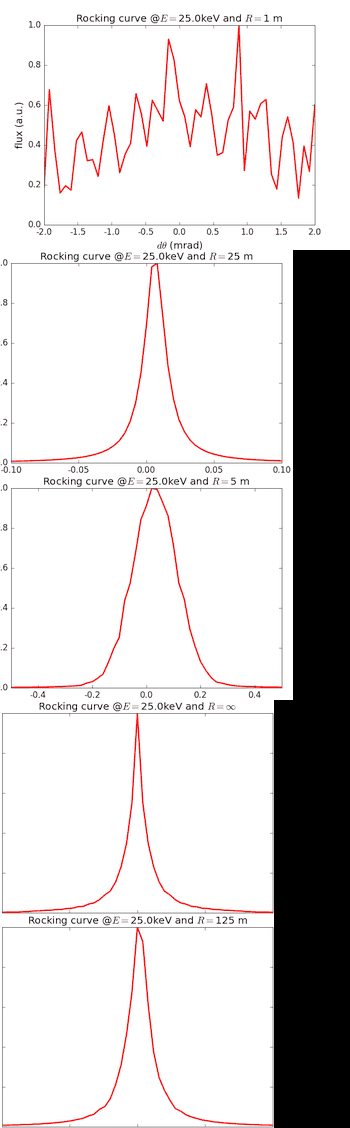 Rocking curve @E = 25.0keV and R = 1 m
1.0
0.8
0.6
0.4
0.2
0.0
flux (a.u.)
-2.0 -1.5 -1.0 -0.5 0.0 0.5 1.0 1.5 2.0
dθ (mrad)
Rocking curve @E = 25.0keV and R = 25 m
.0
.8
.6
.4
.2
.0
-0.10 -0.05 0.00 0.05 0.10
Rocking curve @E = 25.0keV and R = 5 m
.0
.8
.6
.4
.2
.0
-0.4 -0.2 0.0 0.2 0.4
Rocking curve @E = 25.0keV and R = ∞
Rocking curve @E = 25.0keV and R = 125 m